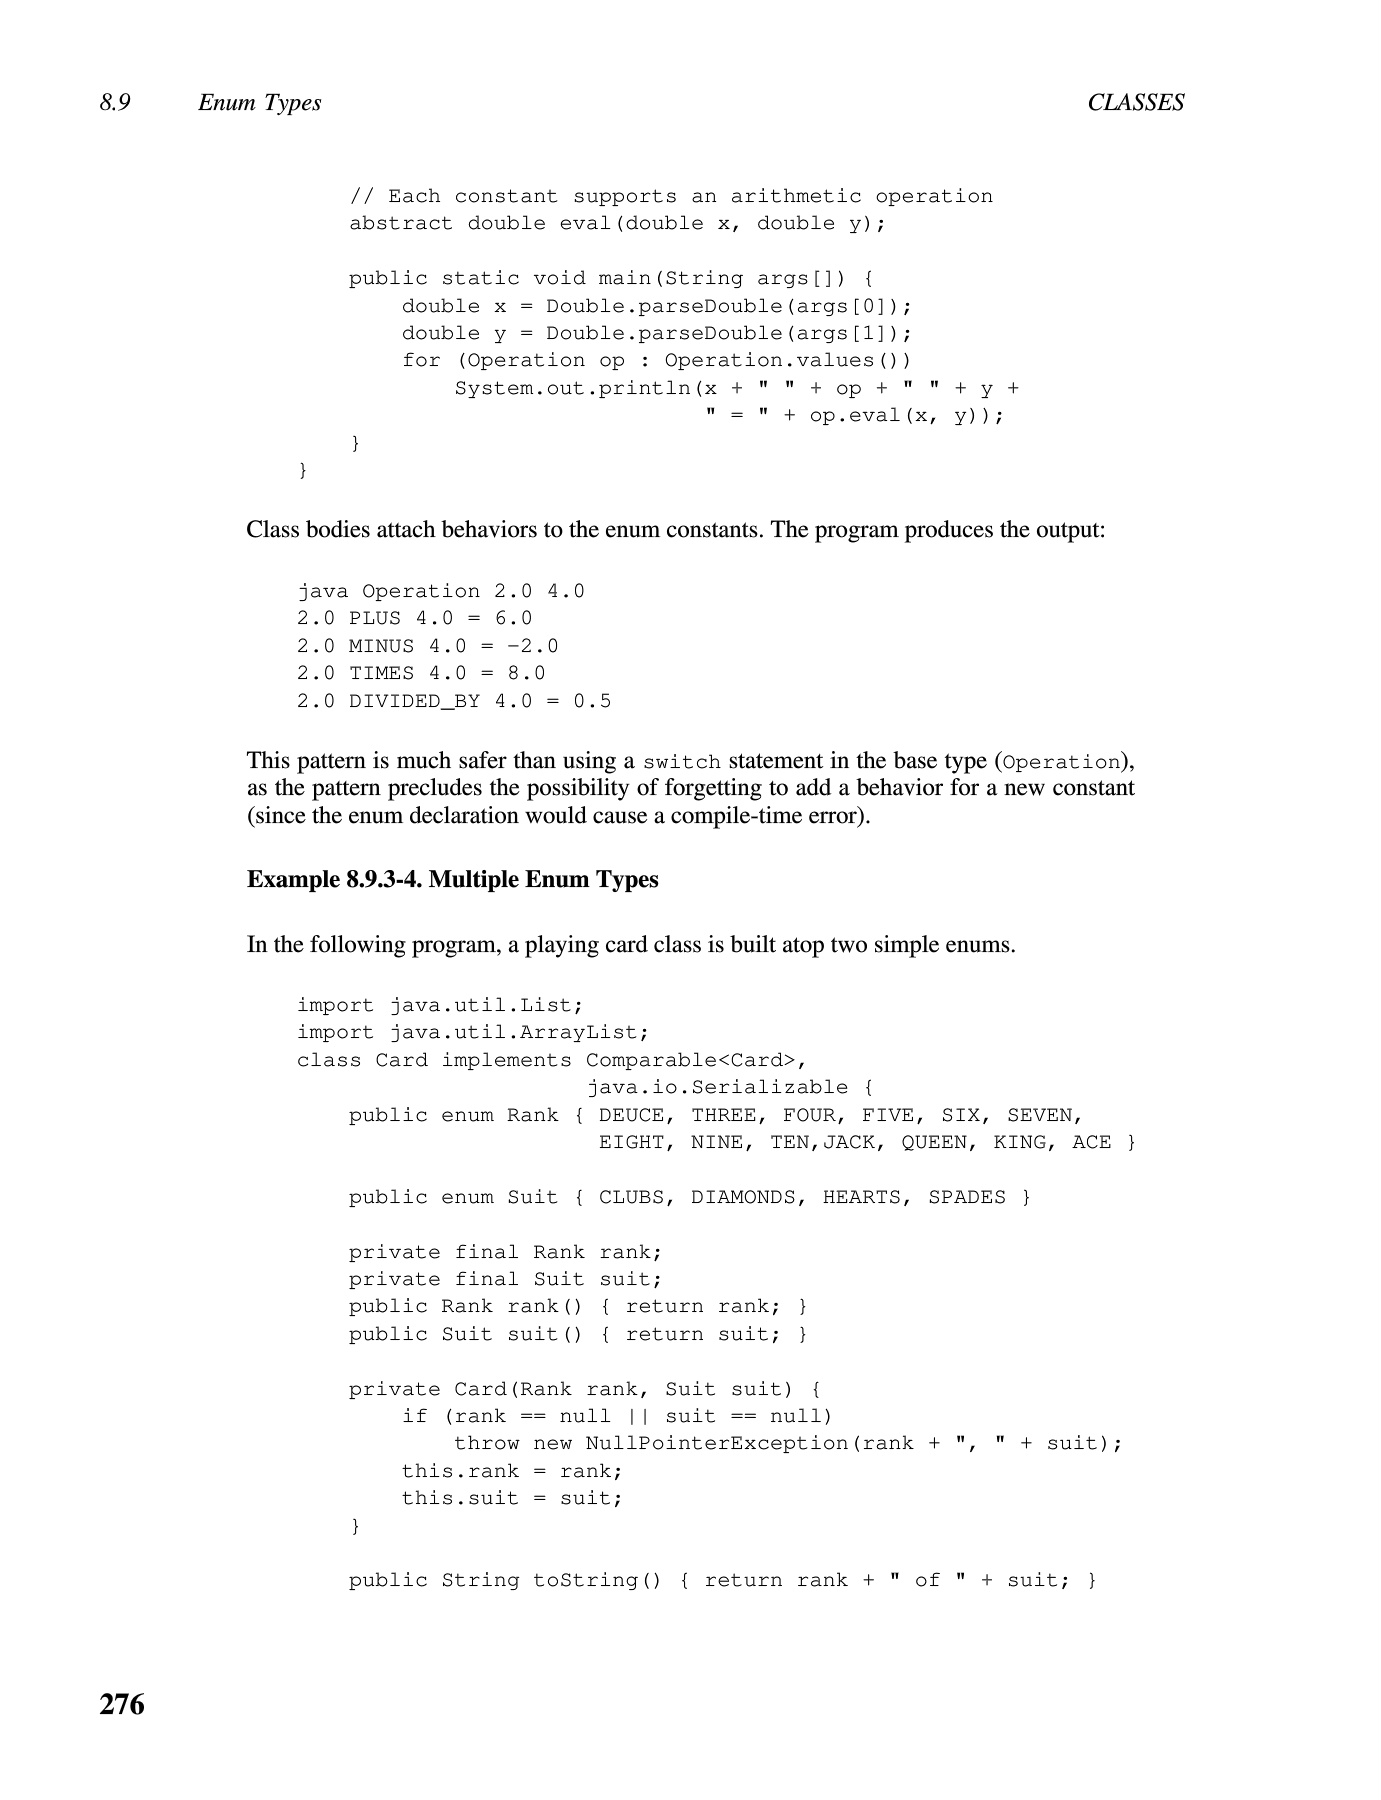 8.9 Enum Types CLASSES
// Each constant supports an arithmetic operation
abstract double eval(double x, double y);
public static void main(String args[]) {
double x = Double.parseDouble(args[0]);
double y = Double.parseDouble(args[1]);
for (Operation op : Operation.values())
System.out.println(x + " " + op + " " + y +
" = " + op.eval(x, y));
}
}
Class bodies attach behaviors to the enum constants. The program produces the output:
java Operation 2.0 4.0
2.0 PLUS 4.0 = 6.0
2.0 MINUS 4.0 = -2.0
2.0 TIMES 4.0 = 8.0
2.0 DIVIDED_BY 4.0 = 0.5
This pattern is much safer than using a switch statement in the base type (Operation),
as the pattern precludes the possibility of forgetting to add a behavior for a new constant
(since the enum declaration would cause a compile-time error).
Example 8.9.3-4. Multiple Enum Types
In the following program, a playing card class is built atop two simple enums.
import java.util.List;
import java.util.ArrayList;
class Card implements Comparable<Card>,
java.io.Serializable {
public enum Rank { DEUCE, THREE, FOUR, FIVE, SIX, SEVEN,
EIGHT, NINE, TEN,JACK, QUEEN, KING, ACE }
public enum Suit { CLUBS, DIAMONDS, HEARTS, SPADES }
private final Rank rank;
private final Suit suit;
public Rank rank() { return rank; }
public Suit suit() { return suit; }
private Card(Rank rank, Suit suit) {
if (rank == null || suit == null)
throw new NullPointerException(rank + ", " + suit);
this.rank = rank;
this.suit = suit;
}
public String toString() { return rank + " of " + suit; }
276